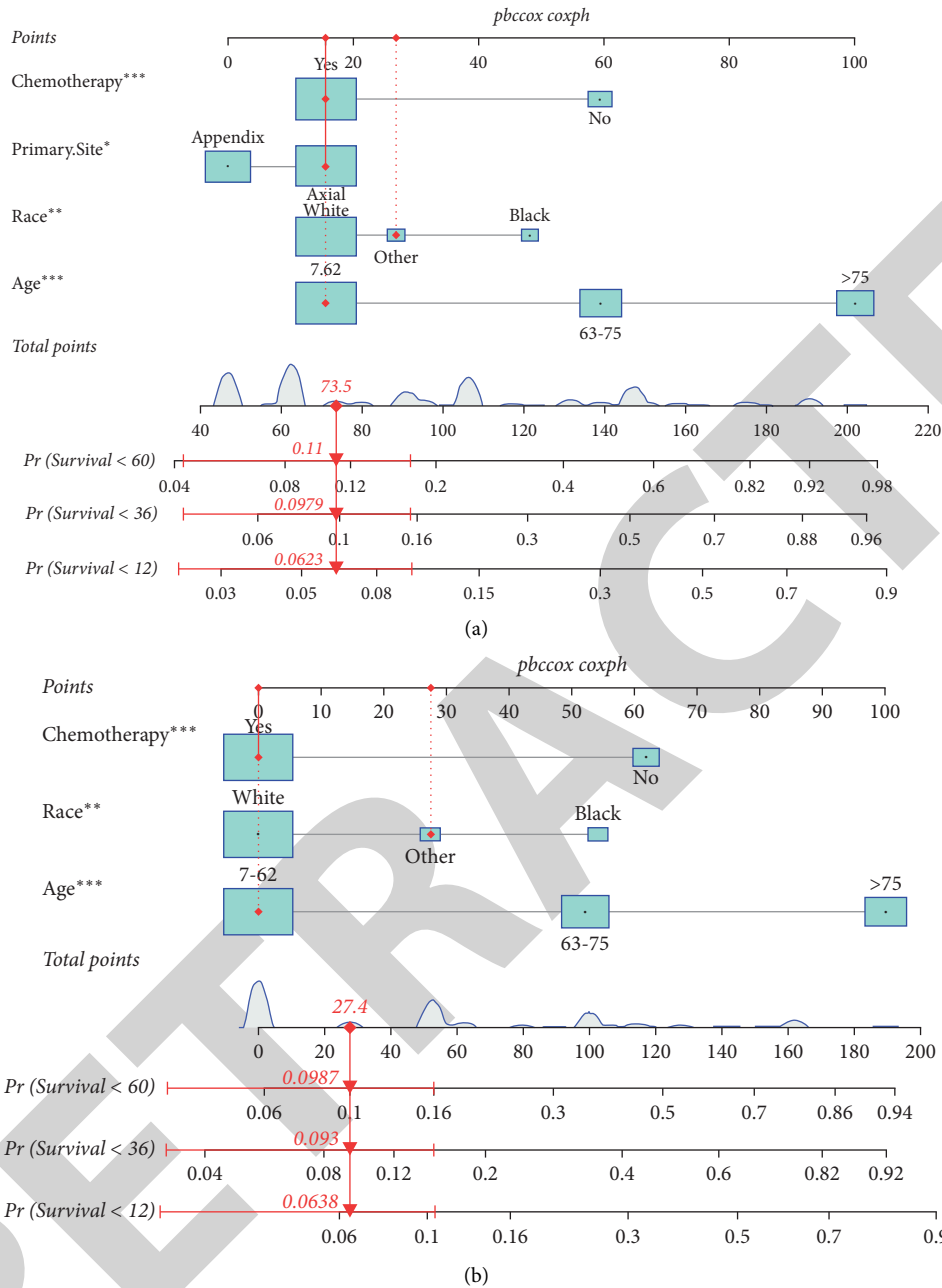 pbccox coxph
Points
0 20 40 60 80 100
Chemotherapy***
Yes
No
Primary.Site*
Appendix
Axial
Race**
White
Other
Black
Age***
7.62
63-75
>75
Total points
73.5
40 60 80 100 120 140 160 180 200 220
Pr (Survival < 60)
0.11
0.04 0.08 0.12 0.2 0.4 0.6 0.82 0.92 0.98
Pr (Survival < 36)
0.0979
0.06 0.1 0.16 0.3 0.5 0.7 0.88 0.96
Pr (Survival < 12)
0.0623
0.03 0.05 0.08 0.15 0.3 0.5 0.7 0.9
(a)
pbccox coxph
Points
0 10 20 30 40 50 60 70 80 90 100
Chemotherapy***
Yes
No
Race**
White
Other
Black
Age***
7-62
63-75
>75
Total points
27.4
0 20 40 60 80 100 120 140 160 180 200
Pr (Survival < 60)
0.0987
0.06 0.1 0.16 0.3 0.5 0.7 0.86 0.94
Pr (Survival < 36)
0.093
0.04 0.08 0.12 0.2 0.4 0.6 0.82 0.92
Pr (Survival < 12)
0.0638
0.06 0.1 0.16 0.3 0.5 0.7
(b)
RETRACTE